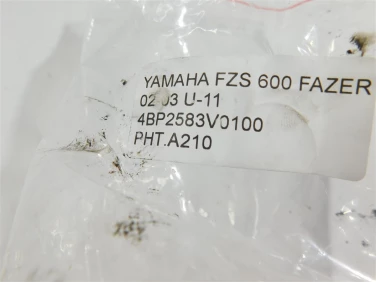 YAMAHA FZS 600 FAZER
02-03 U-11
4BP2583V0100
PHT.A210